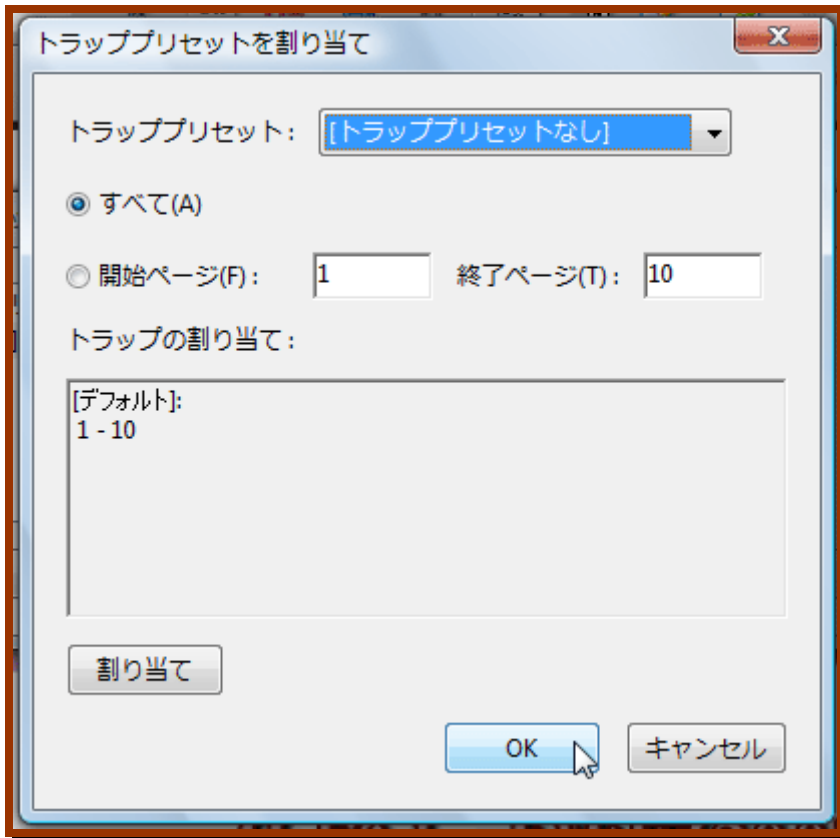 トラッププリセットを割り当て
トラッププリセット: [トラッププリセットなし]
すべて(A)
開始ページ(F): 1 終了ページ(T): 10
トラップの割り当て:
[デフォルト]:
1 - 10
割り当て
OK キャンセル